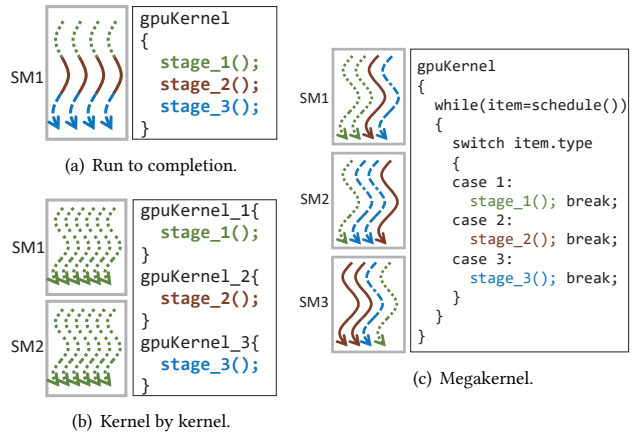 SM1
gpuKernel
{
stage_1();
stage_2();
stage_3();
}
(a) Run to completion.
SM1
SM2
gpuKernel_1{
stage_1();
}
gpuKernel_2{
stage_2();
}
gpuKernel_3{
stage_3();
}
(b) Kernel by kernel.
SM1
SM2
SM3
gpuKernel
{
while(item=schedule())
{
switch item.type
{
case 1:
stage_1(); break;
case 2:
stage_2(); break;
case 3:
stage_3(); break;
}
}
}
(c) Megakernel.